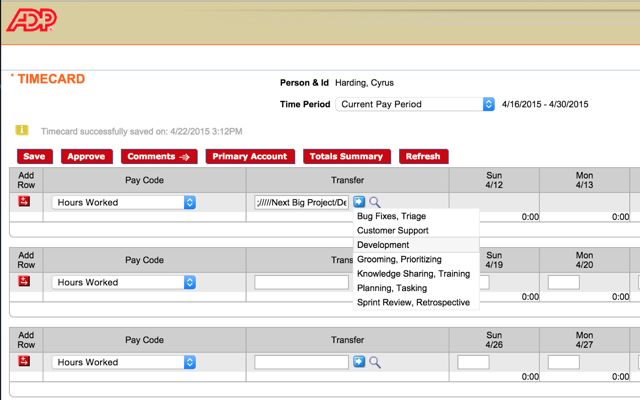 ADP
* TIMECARD
Person & Id Harding, Cyrus
Time Period Current Pay Period 4/16/2015 - 4/30/2015
Timecard successfully saved on: 4/22/2015 3:12PM
Save Approve Comments Primary Account Totals Summary Refresh
Add Row Pay Code Transfer Sun 4/12 Mon 4/13
Hours Worked ;/////Next Big Project/De
0:00 0:00
Bug Fixes, Triage
Customer Support
Development
Grooming, Prioritizing
Knowledge Sharing, Training
Planning, Tasking
Sprint Review, Retrospective
Add Row Pay Code Transfer Sun 4/19 Mon 4/20
Hours Worked
0:00 0:00
Add Row Pay Code Transfer Sun 4/26 Mon 4/27
Hours Worked
0:00 0:00